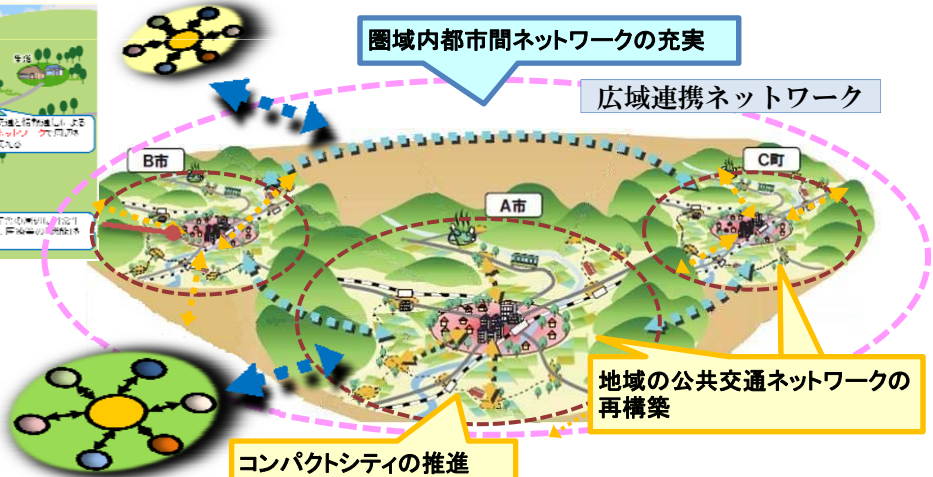 圏域内都市間ネットワークの充実
広域連携ネットワーク
集落
B市
C町
A市
地域の公共交通ネットワークの
再構築
コンパクトシティの推進